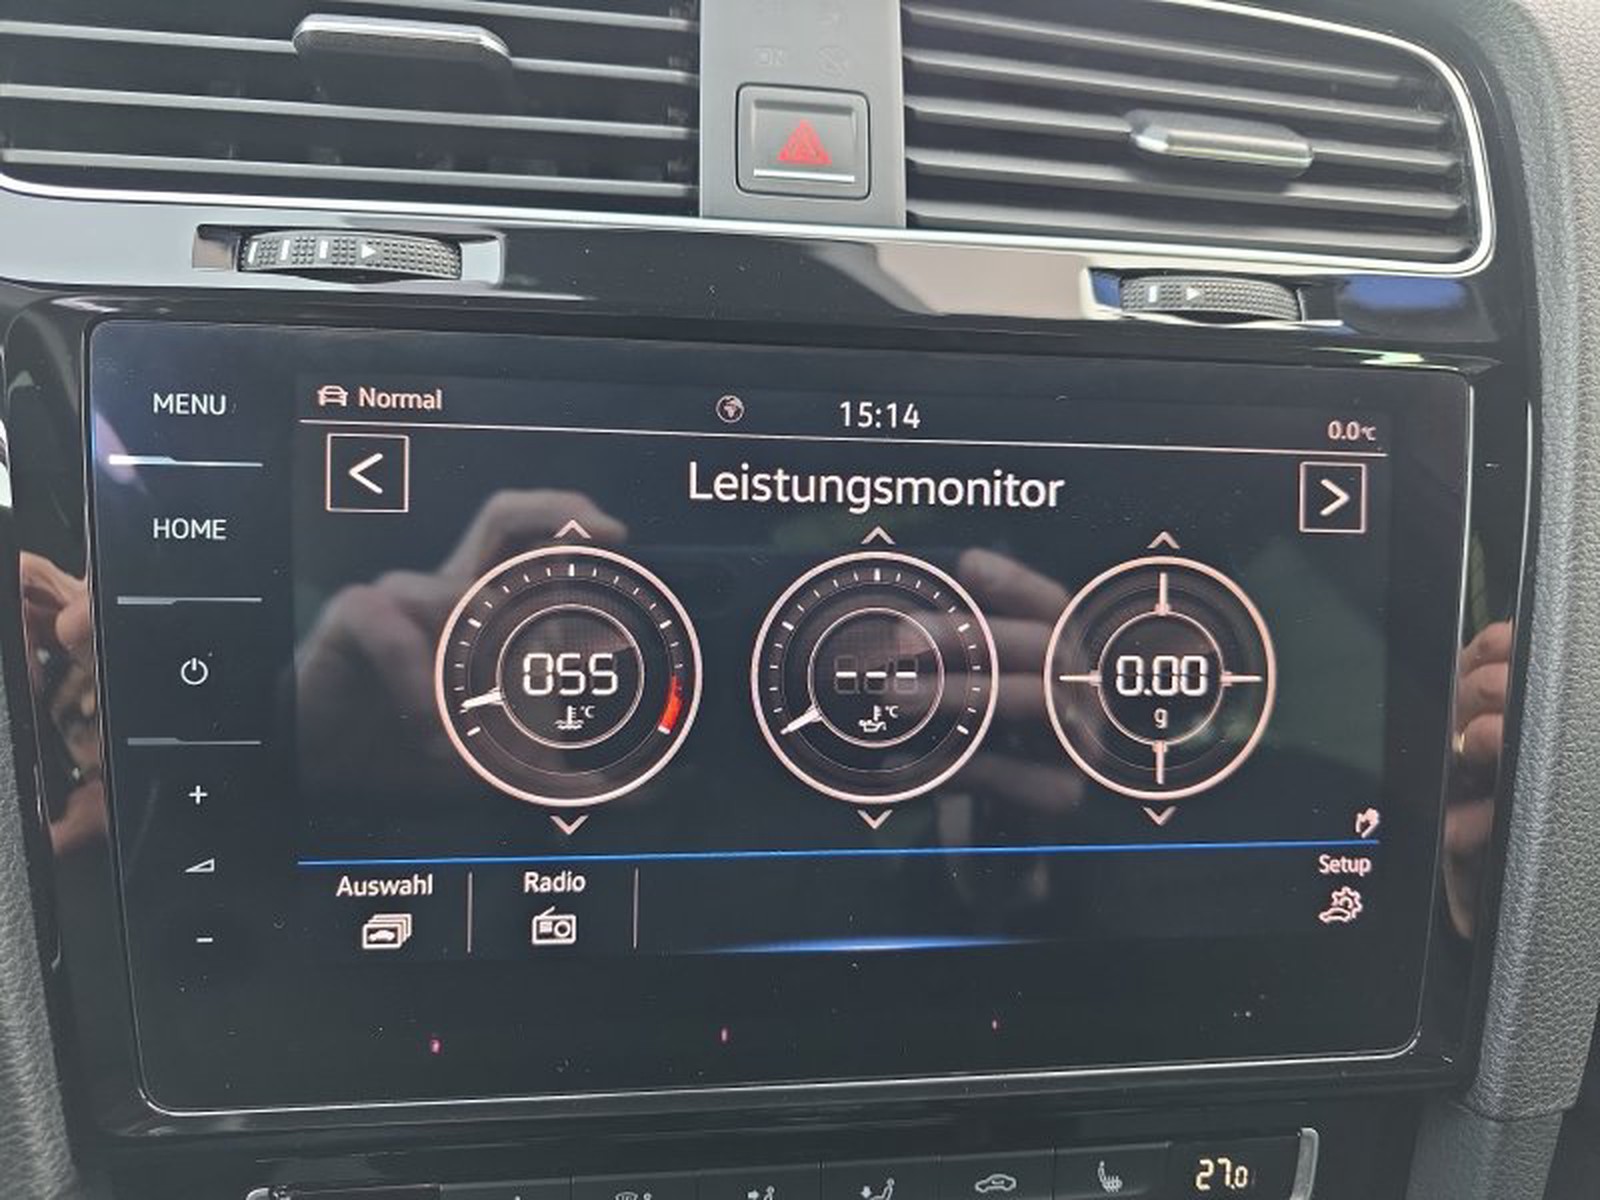 MENU
HOME
Normal
15:14
0.0°C
<
Leistungsmonitor
>
055
°C
---
°C
0.00
g
+
-
Auswahl
Radio
Setup
27.0